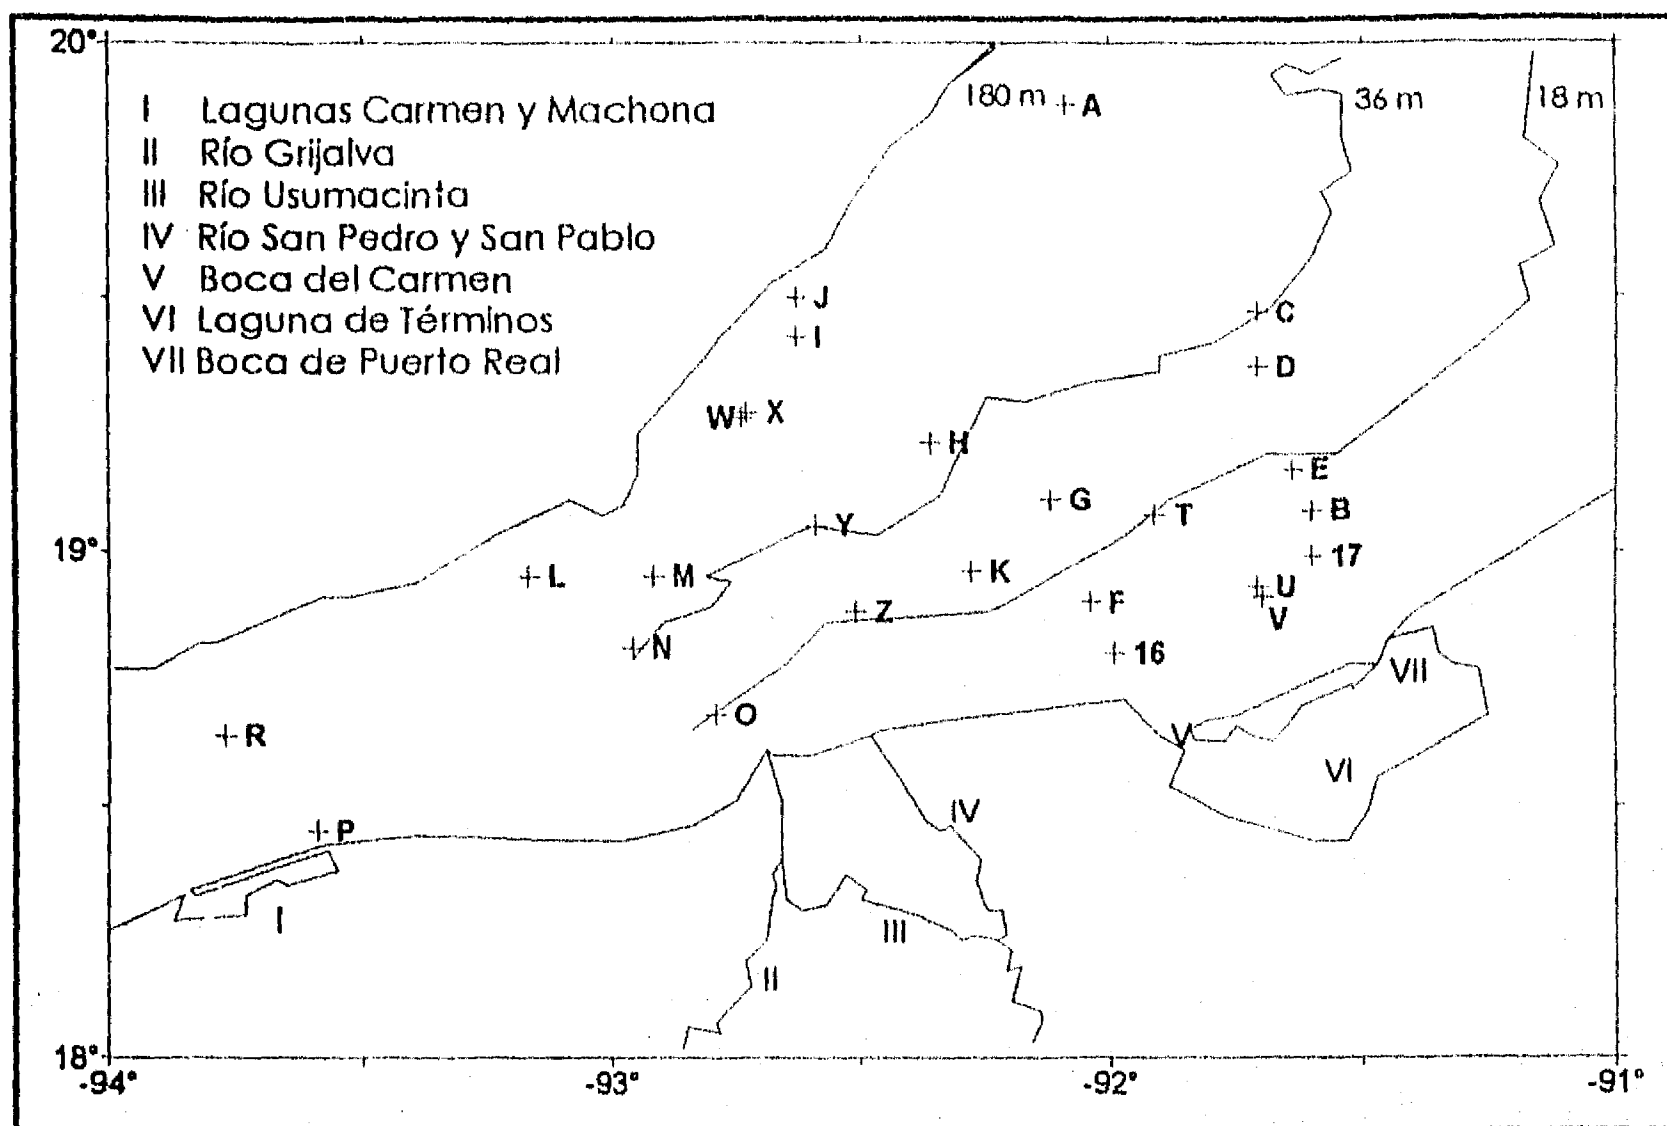 20°
I Lagunas Carmen y Machona
II Río Grijalva
III Río Usumacinta
IV Río San Pedro y San Pablo
V Boca del Carmen
VI Laguna de Términos
VII Boca de Puerto Real
180 m
A
36 m
18 m
J
I
C
D
W X
H
E
G
B
T
Y
19°
17
L
M
K
U
F
V
Z
N
16
VII
O
V
R
VI
IV
P
I
III
II
18°
-94°
-93°
-92°
-91°